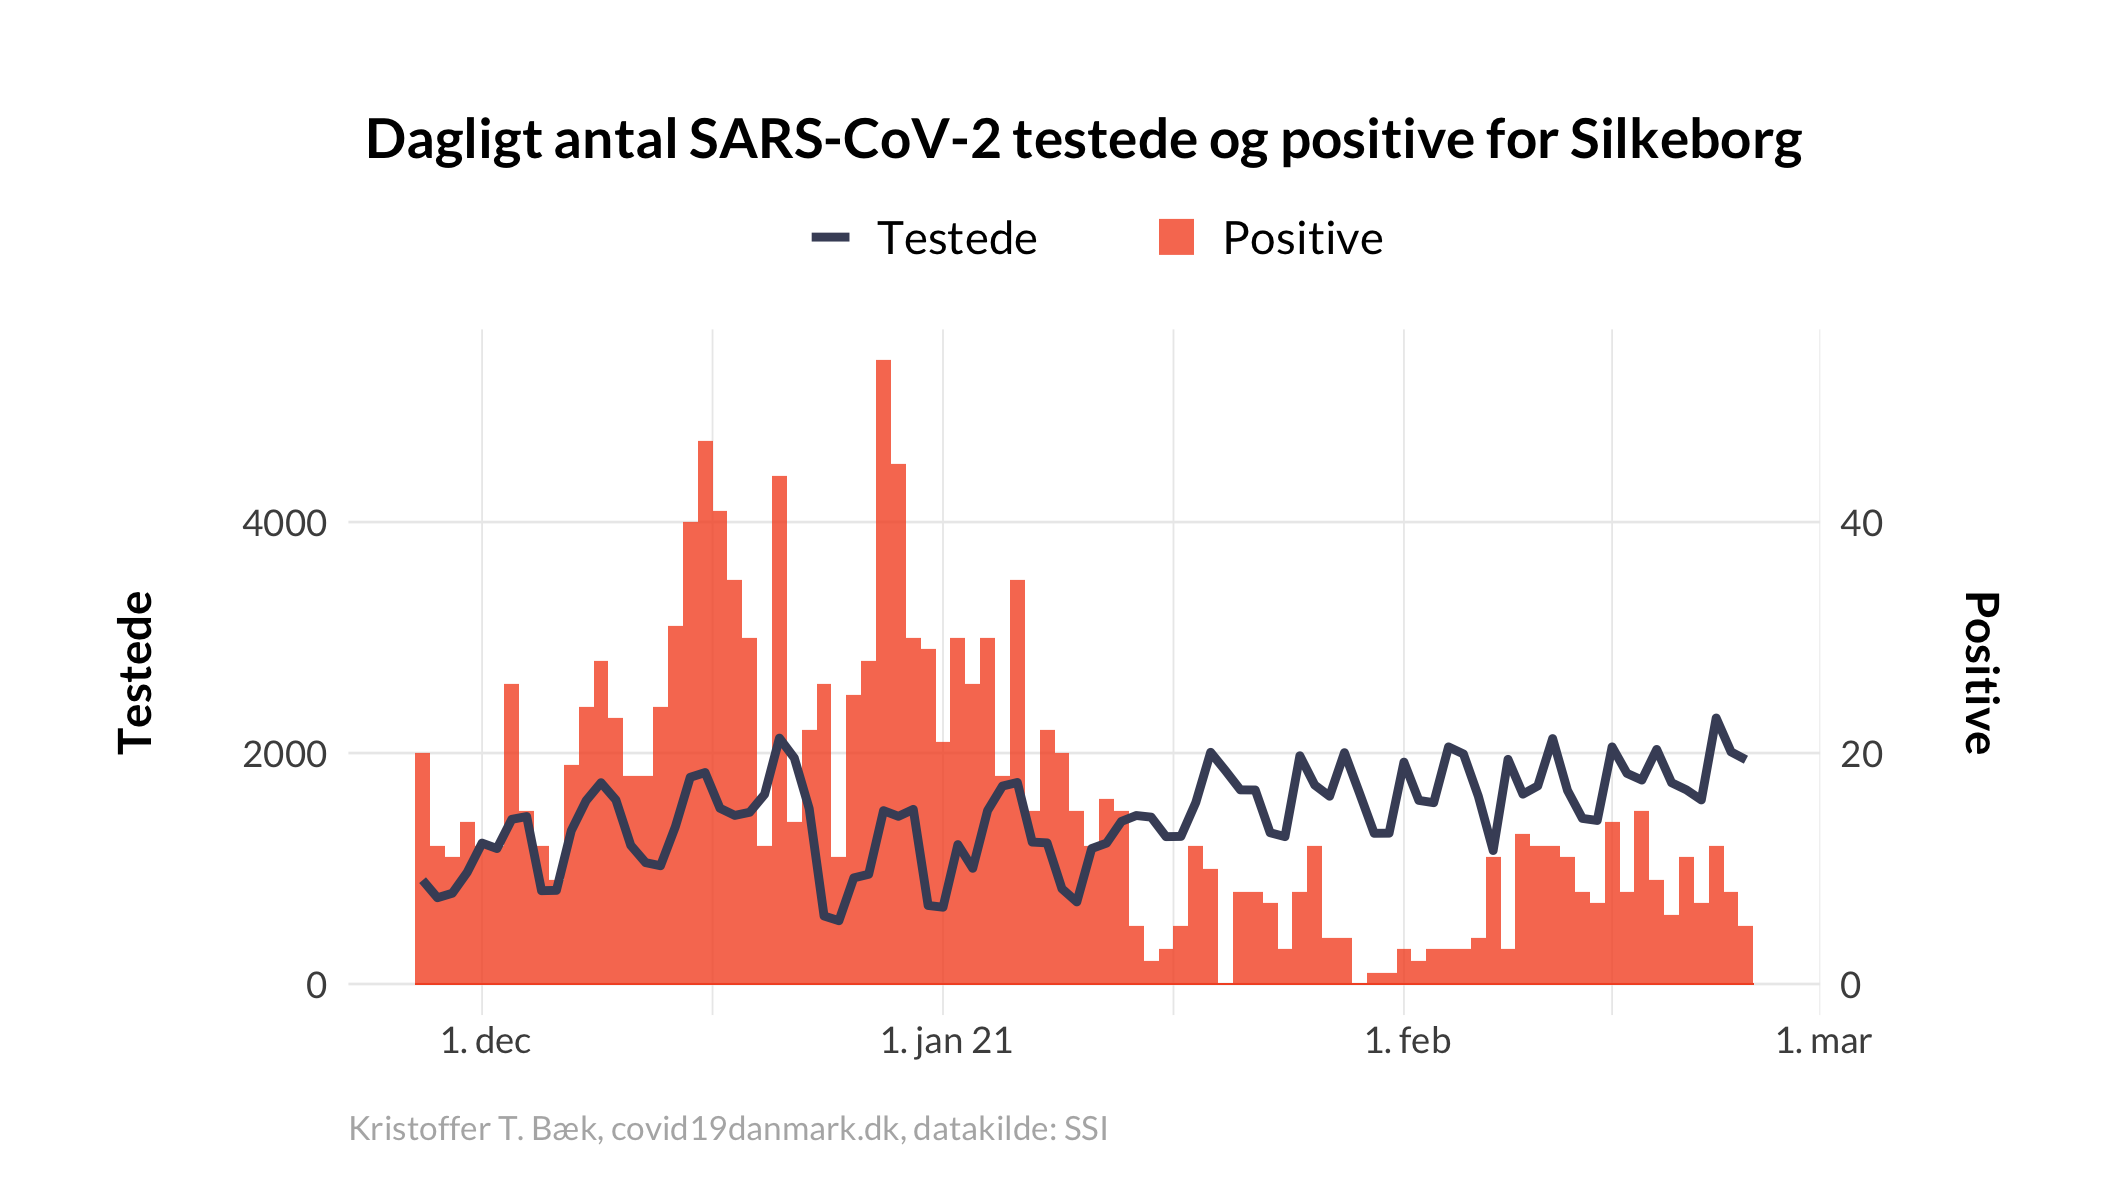 Dagligt antal SARS-CoV-2 testede og positive for Silkeborg
Testede
Positive
4000
2000
0
40
20
0
Testede
Positive
1. dec
1. jan 21
1. feb
1. mar
Kristoffer T. Bæk, covid19danmark.dk, datakilde: SSI